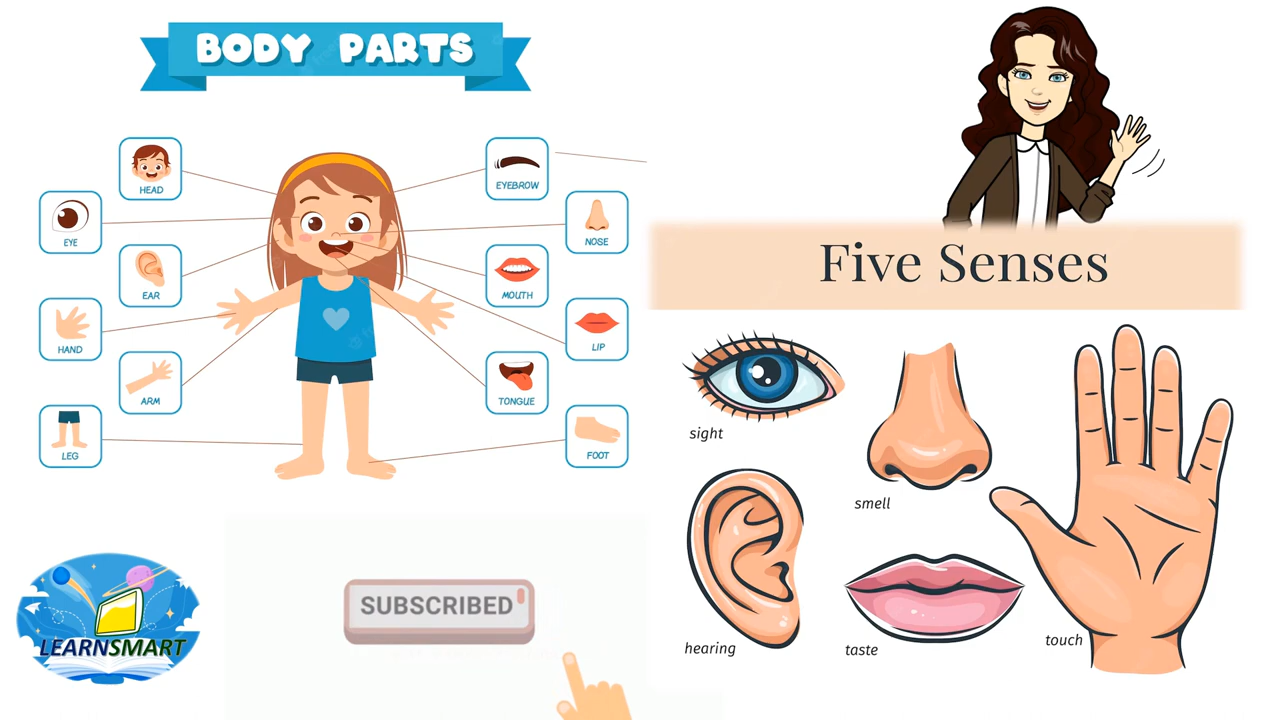 BODY PARTS
HEAD
EYEBROW
EYE
NOSE
EAR
MOUTH
HAND
LIP
ARM
TONGUE
LEG
FOOT
LEARNSMART
SUBSCRIBED
Five Senses
sight
smell
hearing
taste
touch